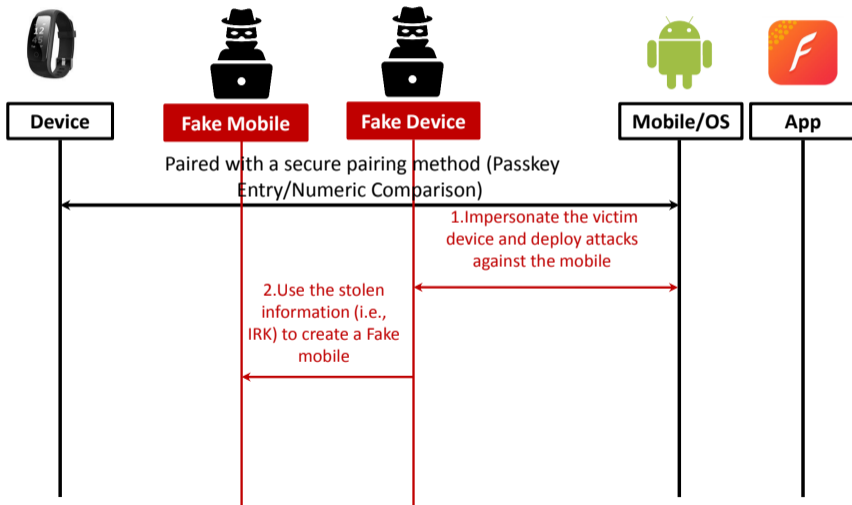 Device
Fake Mobile
Fake Device
Mobile/OS
App
Paired with a secure pairing method (Passkey
Entry/Numeric Comparison)
1.Impersonate the victim
device and deploy attacks
against the mobile
2.Use the stolen
information (i.e.,
IRK) to create a Fake
mobile